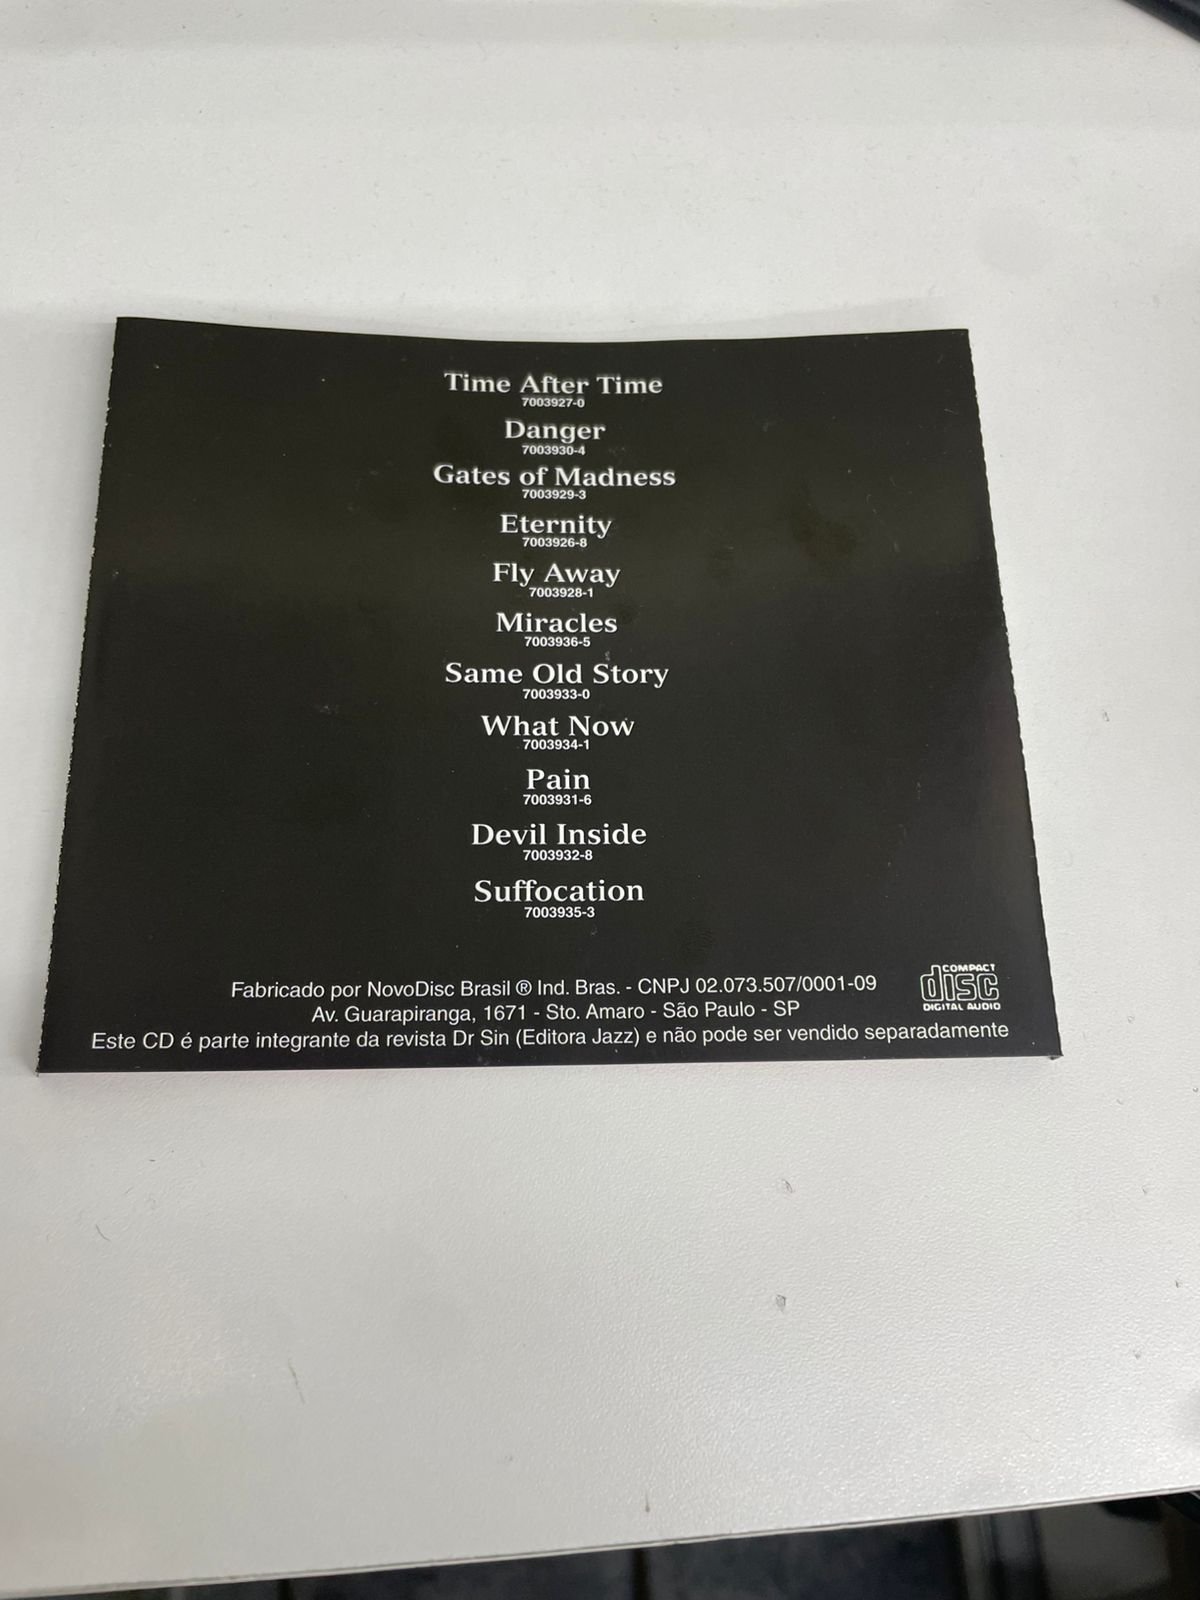 Time After Time
7003927-0
Danger
7003930-4
Gates of Madness
7003929-3
Eternity
7003926-8
Fly Away
7003928-1
Miracles
7003936-5
Same Old Story
7003933-0
What Now
7003934-1
Pain
7003931-6
Devil Inside
7003932-8
Suffocation
7003935-3
Fabricado por NovoDisc Brasil ® Ind. Bras. - CNPJ 02.073.507/0001-09
Av. Guarapiranga, 1671 - Sto. Amaro - São Paulo - SP
Este CD é parte integrante da revista Dr Sin (Editora Jazz) e não pode ser vendido separadamente
COMPACT
disc
DIGITAL AUDIO